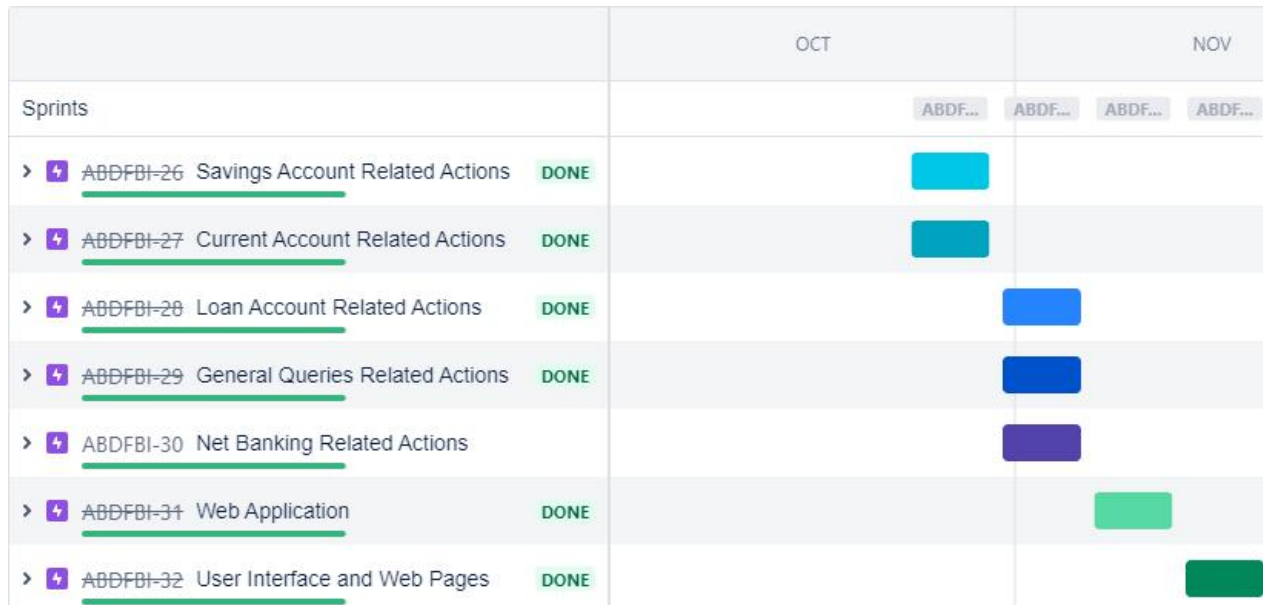 OCT NOV
Sprints ABDF... ABDF... ABDF... ABDF...
ABDFBI-26 Savings Account Related Actions DONE
ABDFBI-27 Current Account Related Actions DONE
ABDFBI-28 Loan Account Related Actions DONE
ABDFBI-29 General Queries Related Actions DONE
ABDFBI-30 Net Banking Related Actions
ABDFBI-31 Web Application DONE
ABDFBI-32 User Interface and Web Pages DONE